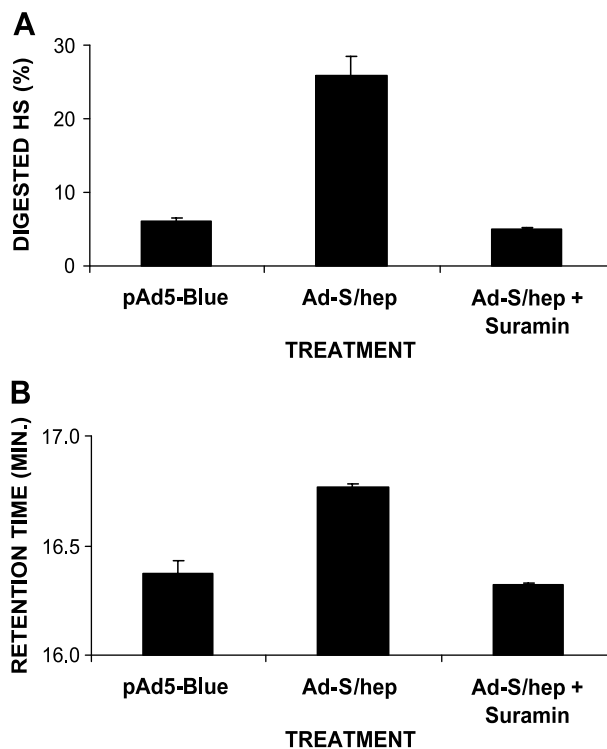 A
DIGESTED HS (%)
30
20
10
0
pAd5-Blue
Ad-S/hep
Ad-S/hep +
Suramin
TREATMENT
B
RETENTION TIME (MIN.)
17.0
16.5
16.0
pAd5-Blue
Ad-S/hep
Ad-S/hep +
Suramin
TREATMENT